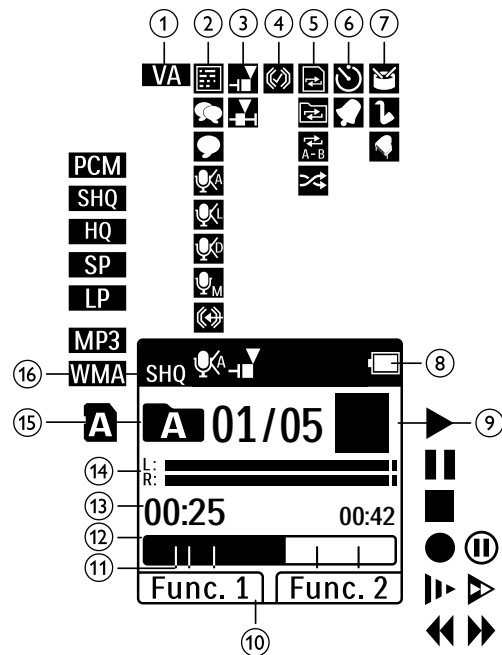 1 2 3 4 5 6 7
VA
A-B
A
L
D
M
PCM
SHQ
HQ
SP
LP
MP3
WMA
16
SHQ A
8
15
A
A 01/05
9
14
L:
R:
13
00:25 00:42
12
11
Func. 1 Func. 2
10